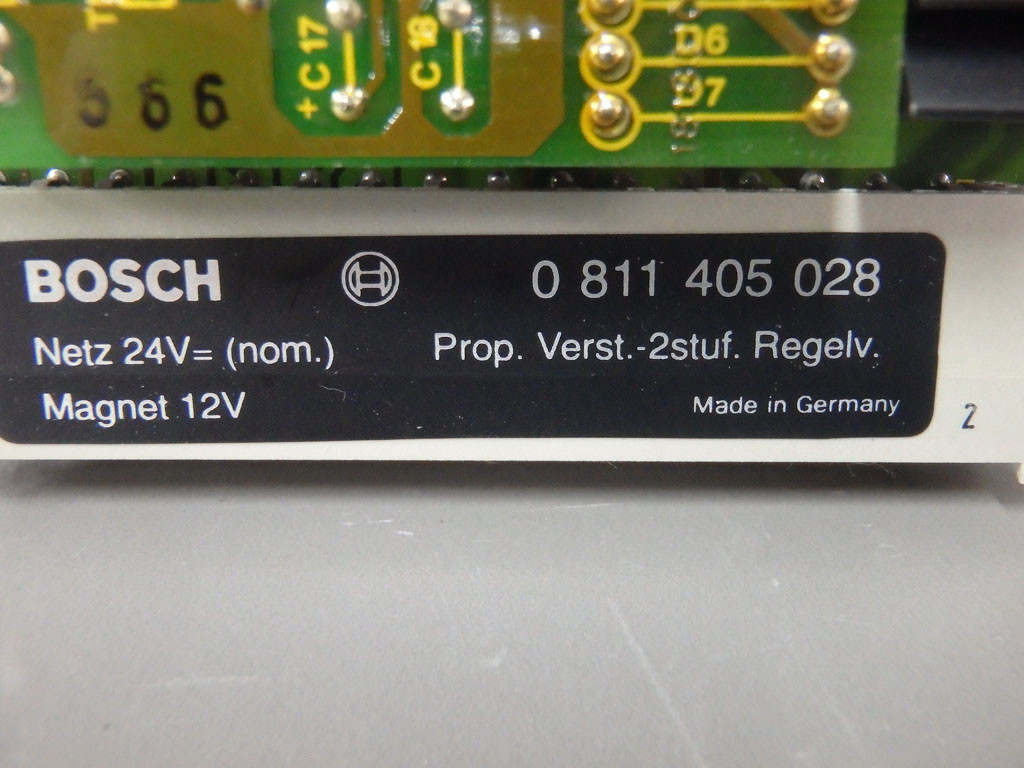 + C 17
C 18
D6
D7
BOSCH
0 811 405 028
Netz 24V= (nom.)
Prop. Verst.-2stuf. Regelv.
Magnet 12V
Made in Germany
2